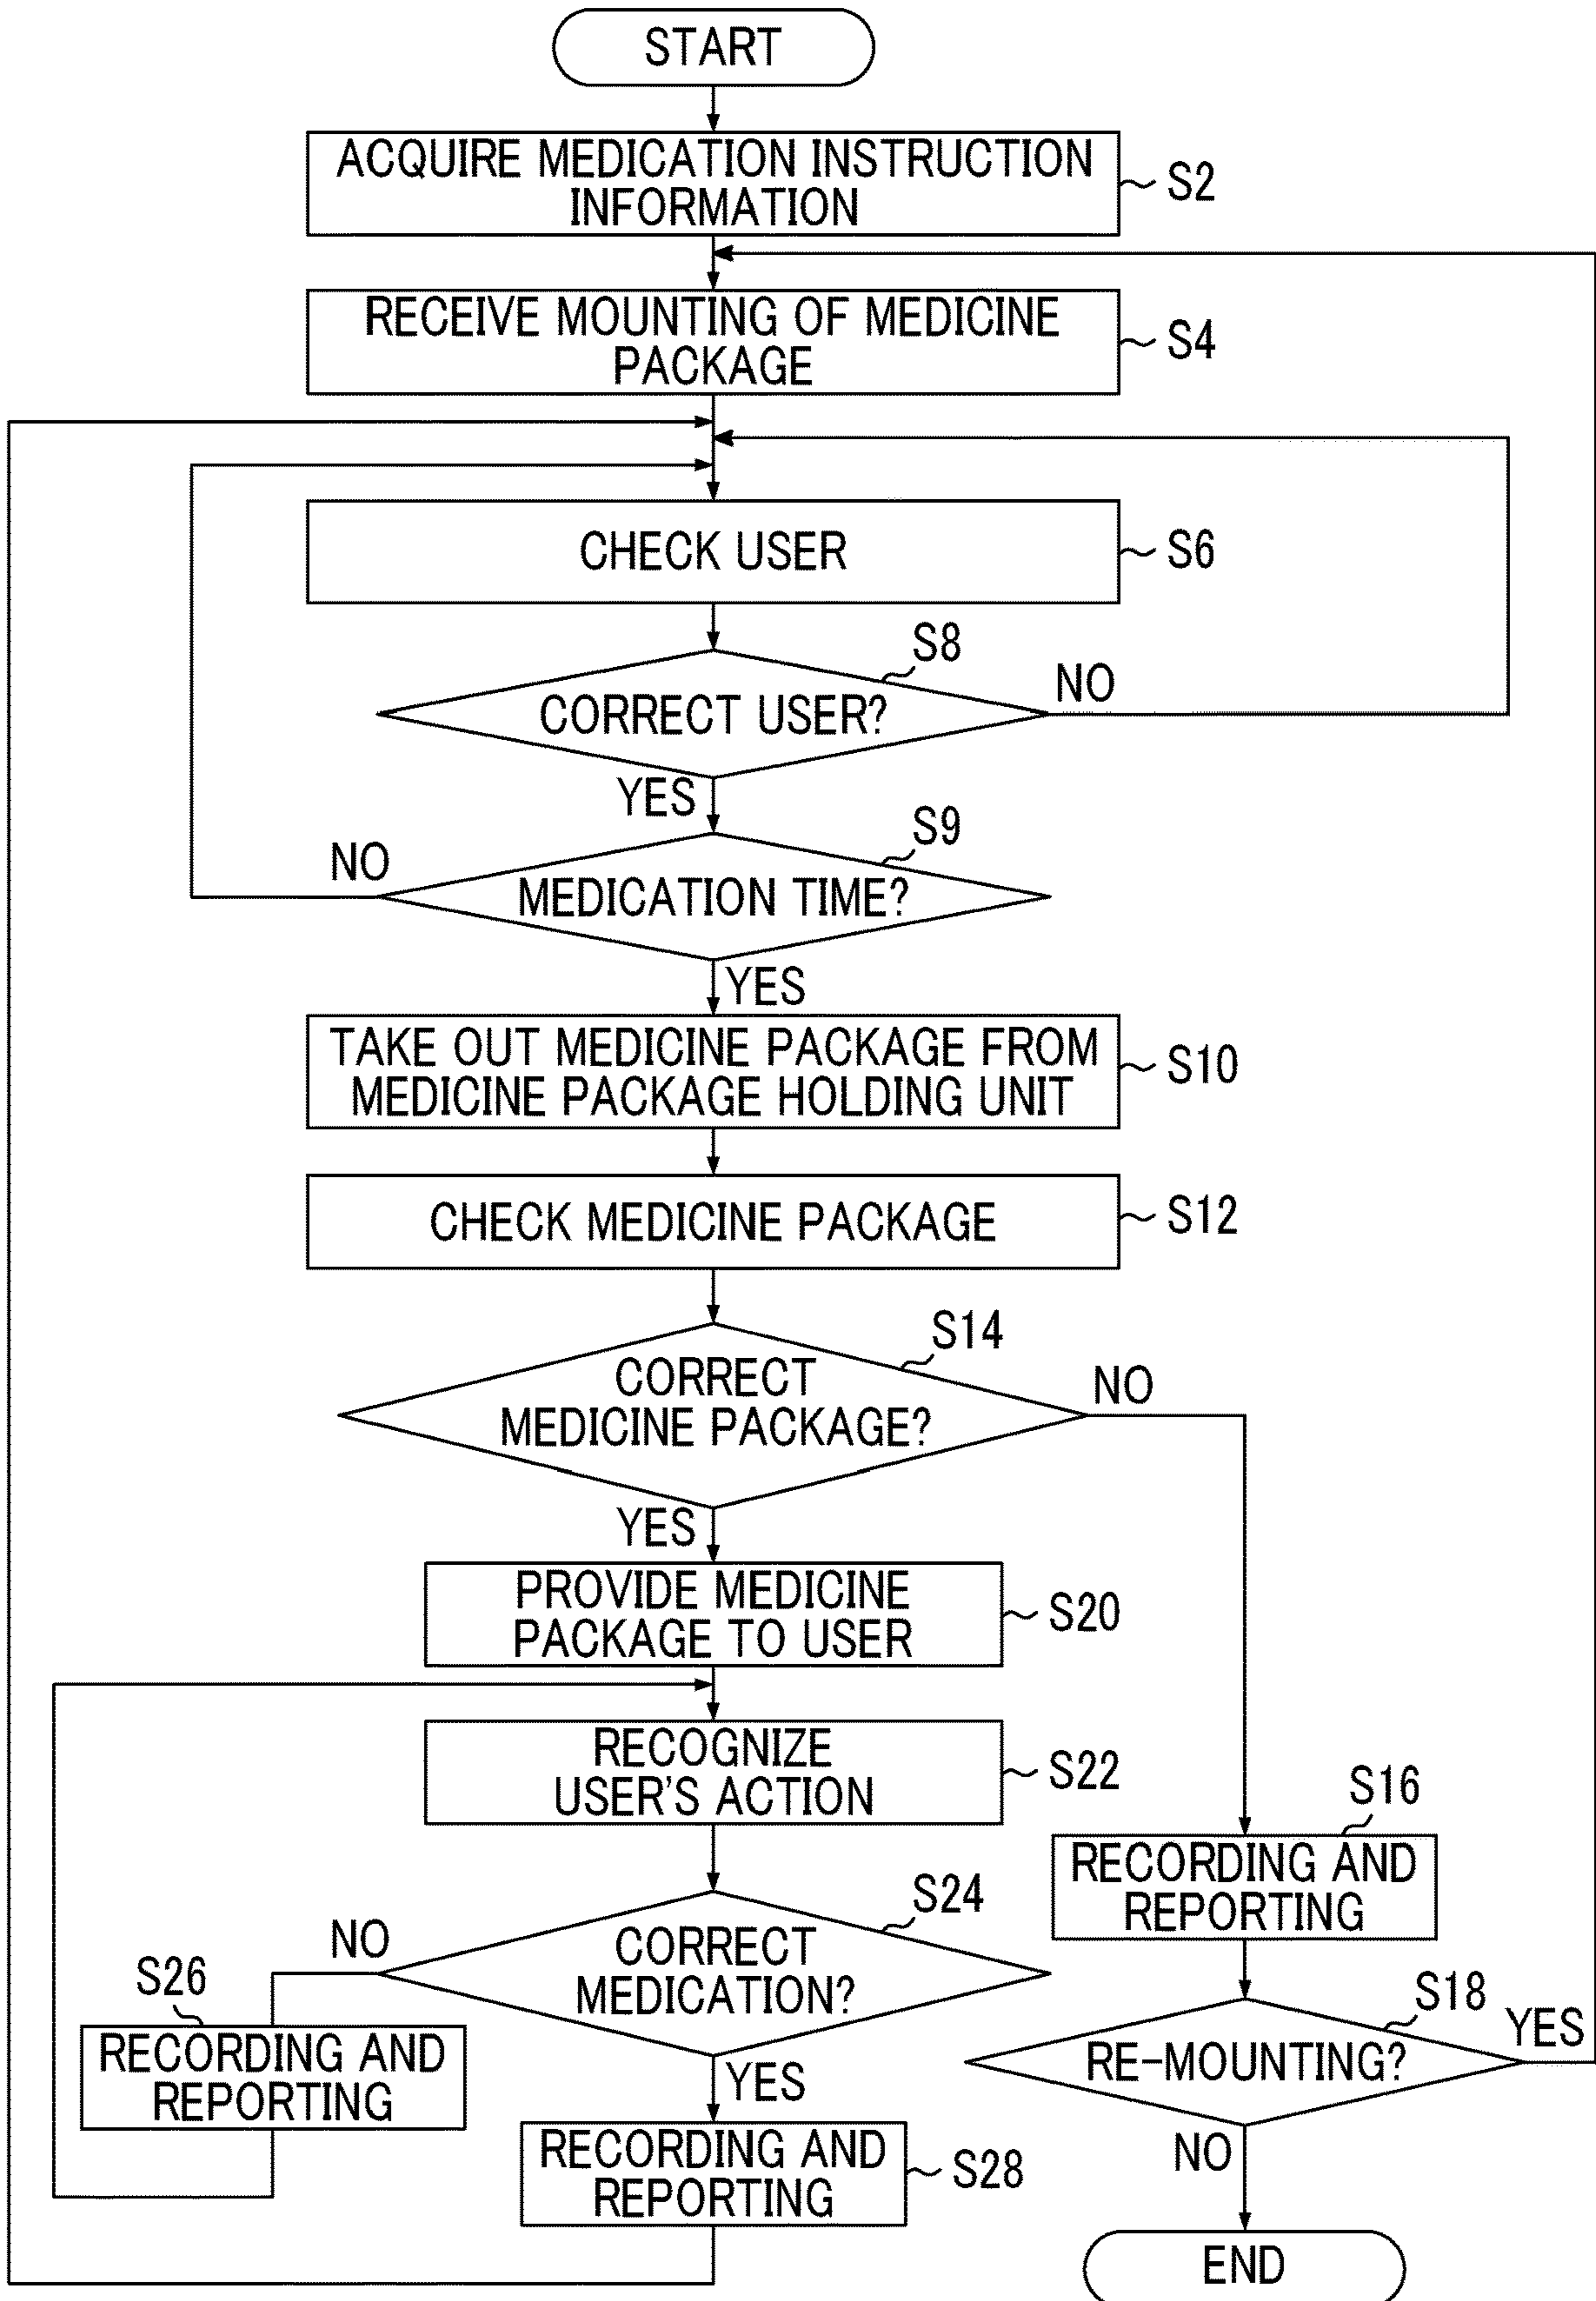 START
ACQUIRE MEDICATION INSTRUCTION
INFORMATION
S2
RECEIVE MOUNTING OF MEDICINE
PACKAGE
S4
CHECK USER
S6
S8
CORRECT USER?
NO
YES
S9
NO
MEDICATION TIME?
YES
TAKE OUT MEDICINE PACKAGE FROM
MEDICINE PACKAGE HOLDING UNIT
S10
CHECK MEDICINE PACKAGE
S12
S14
CORRECT
MEDICINE PACKAGE?
NO
YES
PROVIDE MEDICINE
PACKAGE TO USER
S20
RECOGNIZE
USER'S ACTION
S22
S16
RECORDING AND
REPORTING
S24
NO
CORRECT
MEDICATION?
S26
RECORDING AND
REPORTING
S18
RE-MOUNTING?
YES
YES
RECORDING AND
REPORTING
S28
NO
END